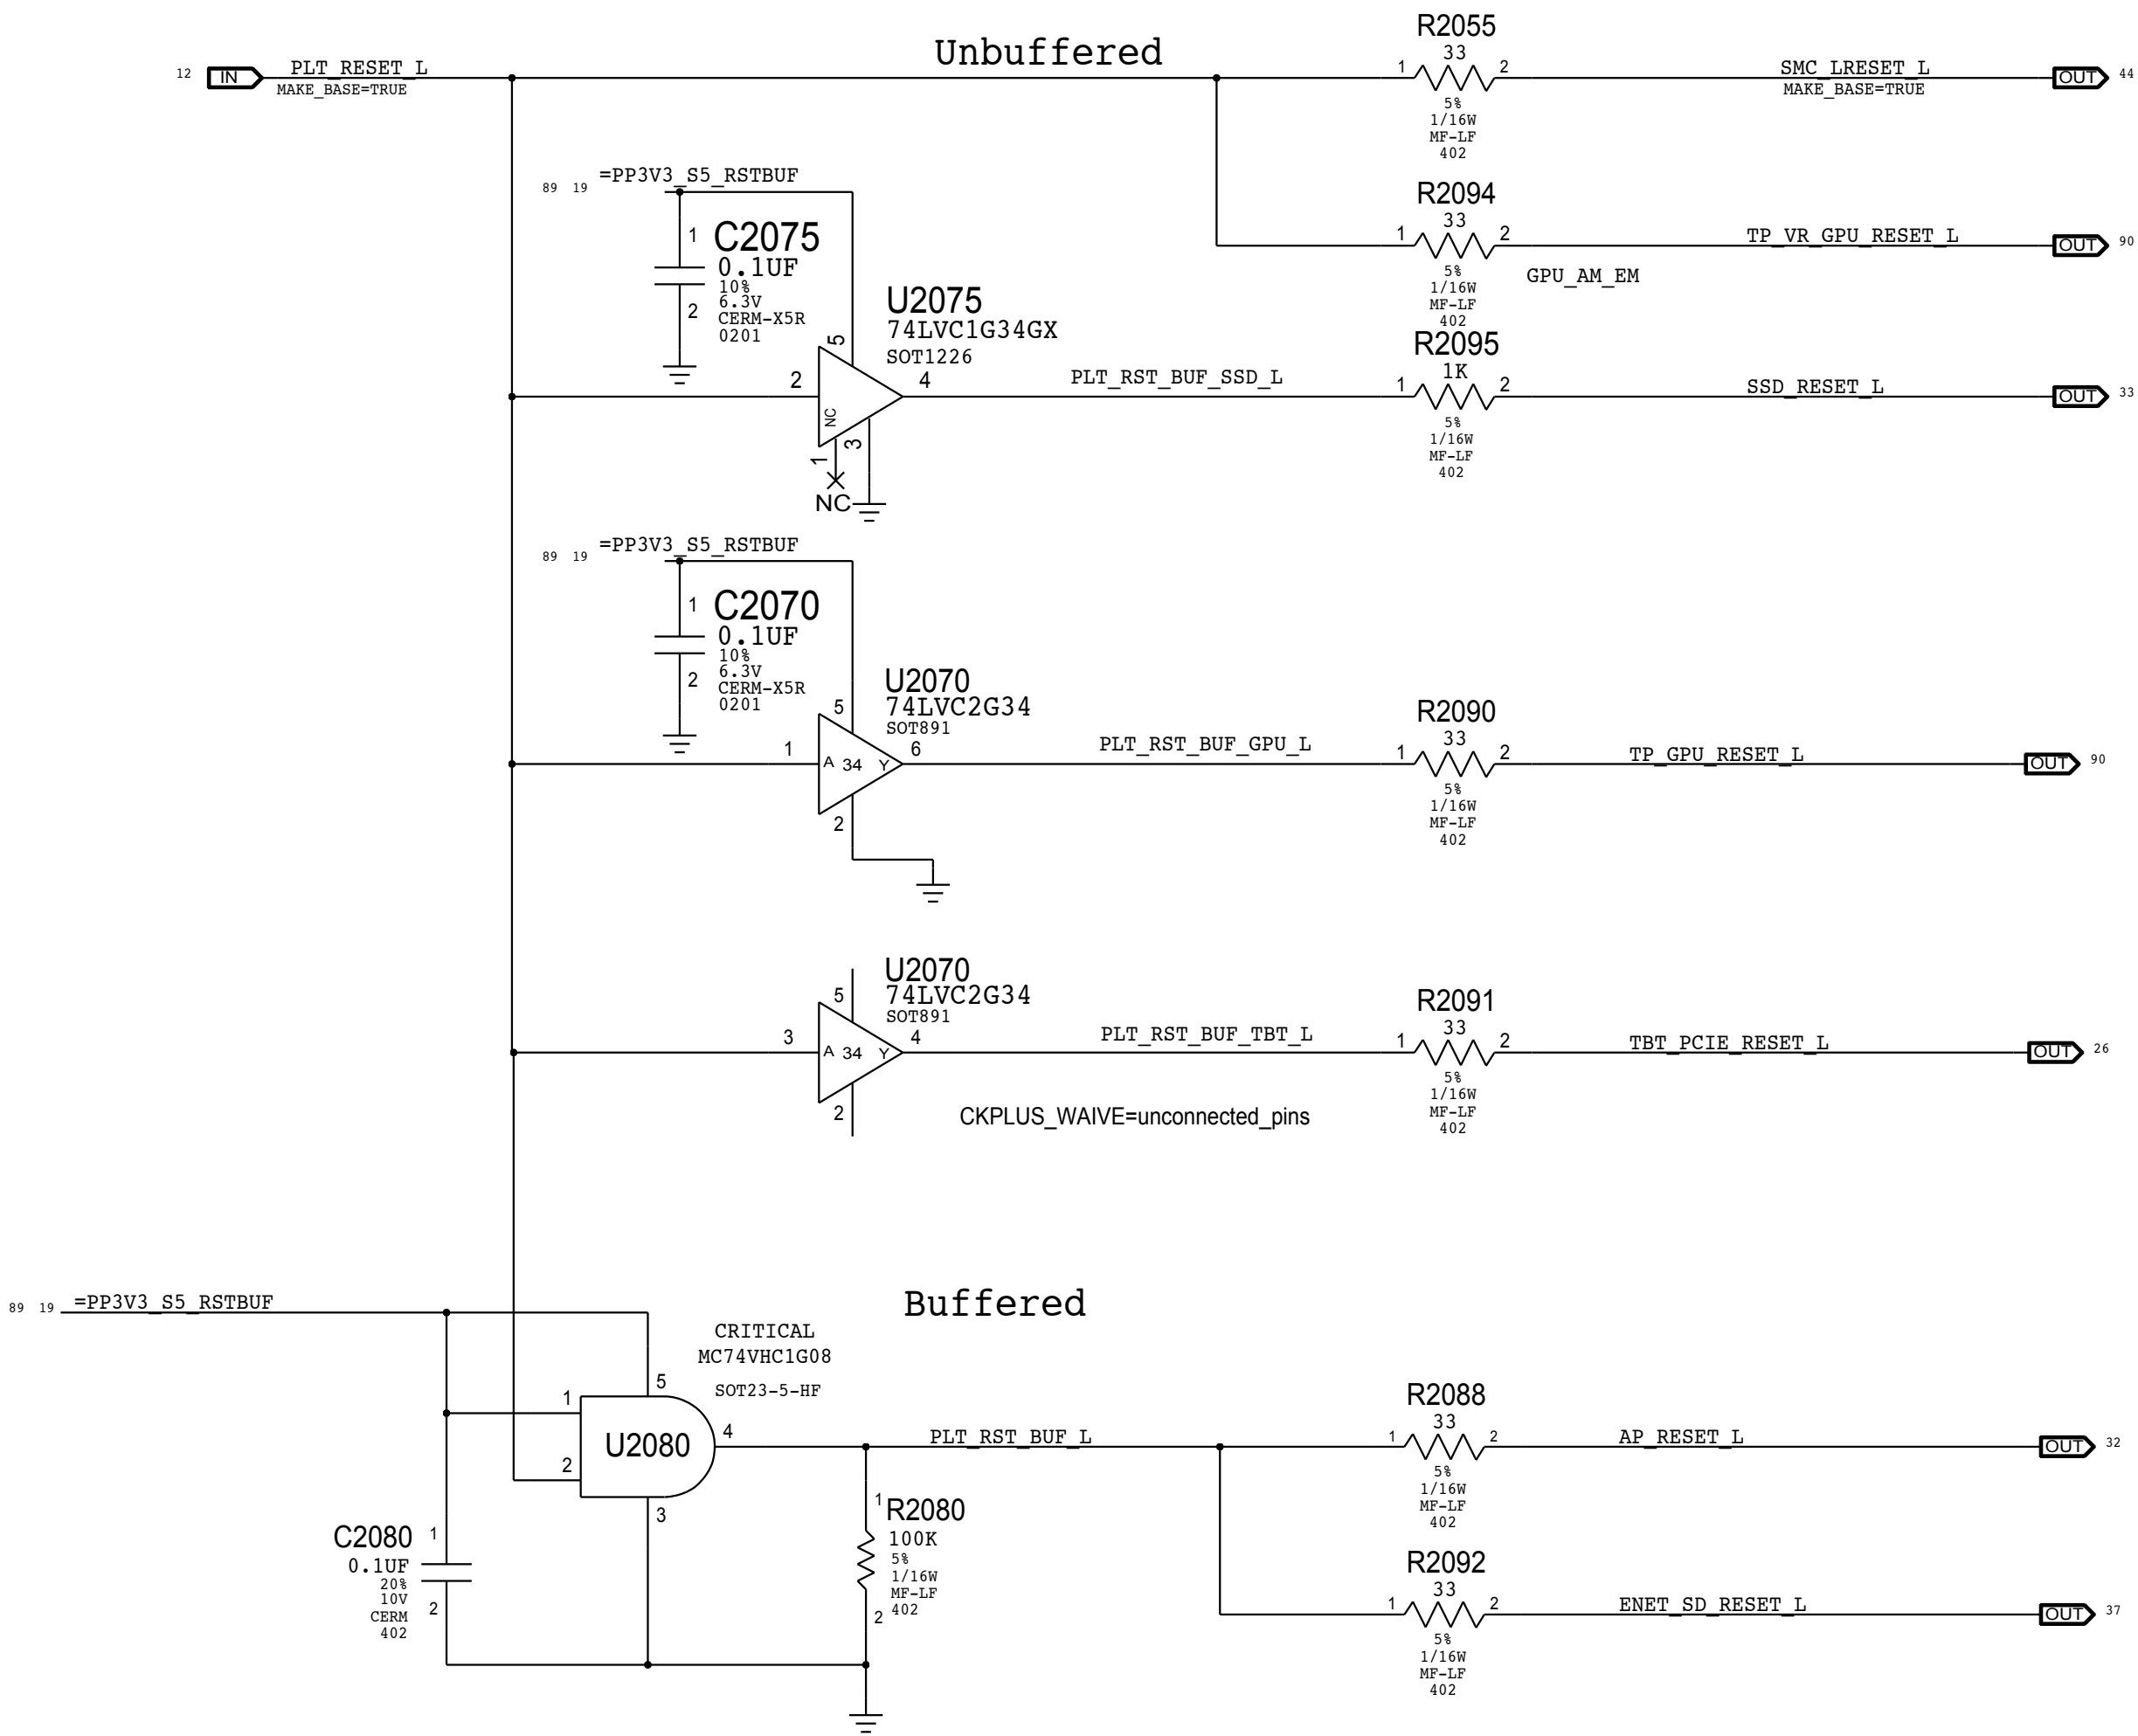 Unbuffered
12 IN PLT_RESET_L
MAKE_BASE=TRUE
R2055
33
1 2
5%
1/16W
MF-LF
402
SMC_LRESET_L
MAKE_BASE=TRUE
OUT 44
R2094
33
1 2
5%
1/16W
MF-LF
402
TP_VR_GPU_RESET_L
GPU_AM_EM
OUT 90
89 19 =PP3V3_S5_RSTBUF
1
C2075
0.1UF
10%
6.3V
CERM-X5R
0201
2
U2075
74LVC1G34GX
SOT1226
5
2
4
NC
1
3
NC
PLT_RST_BUF_SSD_L
R2095
1K
1 2
5%
1/16W
MF-LF
402
SSD_RESET_L
OUT 33
89 19 =PP3V3_S5_RSTBUF
1
C2070
0.1UF
10%
6.3V
CERM-X5R
0201
2
U2070
74LVC2G34
SOT891
5
1
A 34 Y
6
2
PLT_RST_BUF_GPU_L
R2090
33
1 2
5%
1/16W
MF-LF
402
TP_GPU_RESET_L
OUT 90
U2070
74LVC2G34
SOT891
5
3
A 34 Y
4
2
PLT_RST_BUF_TBT_L
CKPLUS_WAIVE=unconnected_pins
R2091
33
1 2
5%
1/16W
MF-LF
402
TBT_PCIE_RESET_L
OUT 26
Buffered
89 19 =PP3V3_S5_RSTBUF
CRITICAL
MC74VHC1G08
SOT23-5-HF
5
1
2
U2080
4
3
C2080
0.1UF
20%
10V
CERM
402
1
2
PLT_RST_BUF_L
1
R2080
100K
5%
1/16W
MF-LF
402
2
R2088
33
1 2
5%
1/16W
MF-LF
402
AP_RESET_L
OUT 32
R2092
33
1 2
5%
1/16W
MF-LF
402
ENET_SD_RESET_L
OUT 37